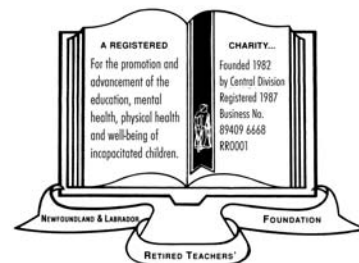 A REGISTERED
For the promotion and
advancement of the
education, mental
health, physical health
and well-being of
incapacitated children.
CHARITY...
Founded 1982
by Central Division
Registered 1987
Business No.
89409 6668
RR0001
NEWFOUNDLAND & LABRADOR
RETIRED TEACHERS'
FOUNDATION